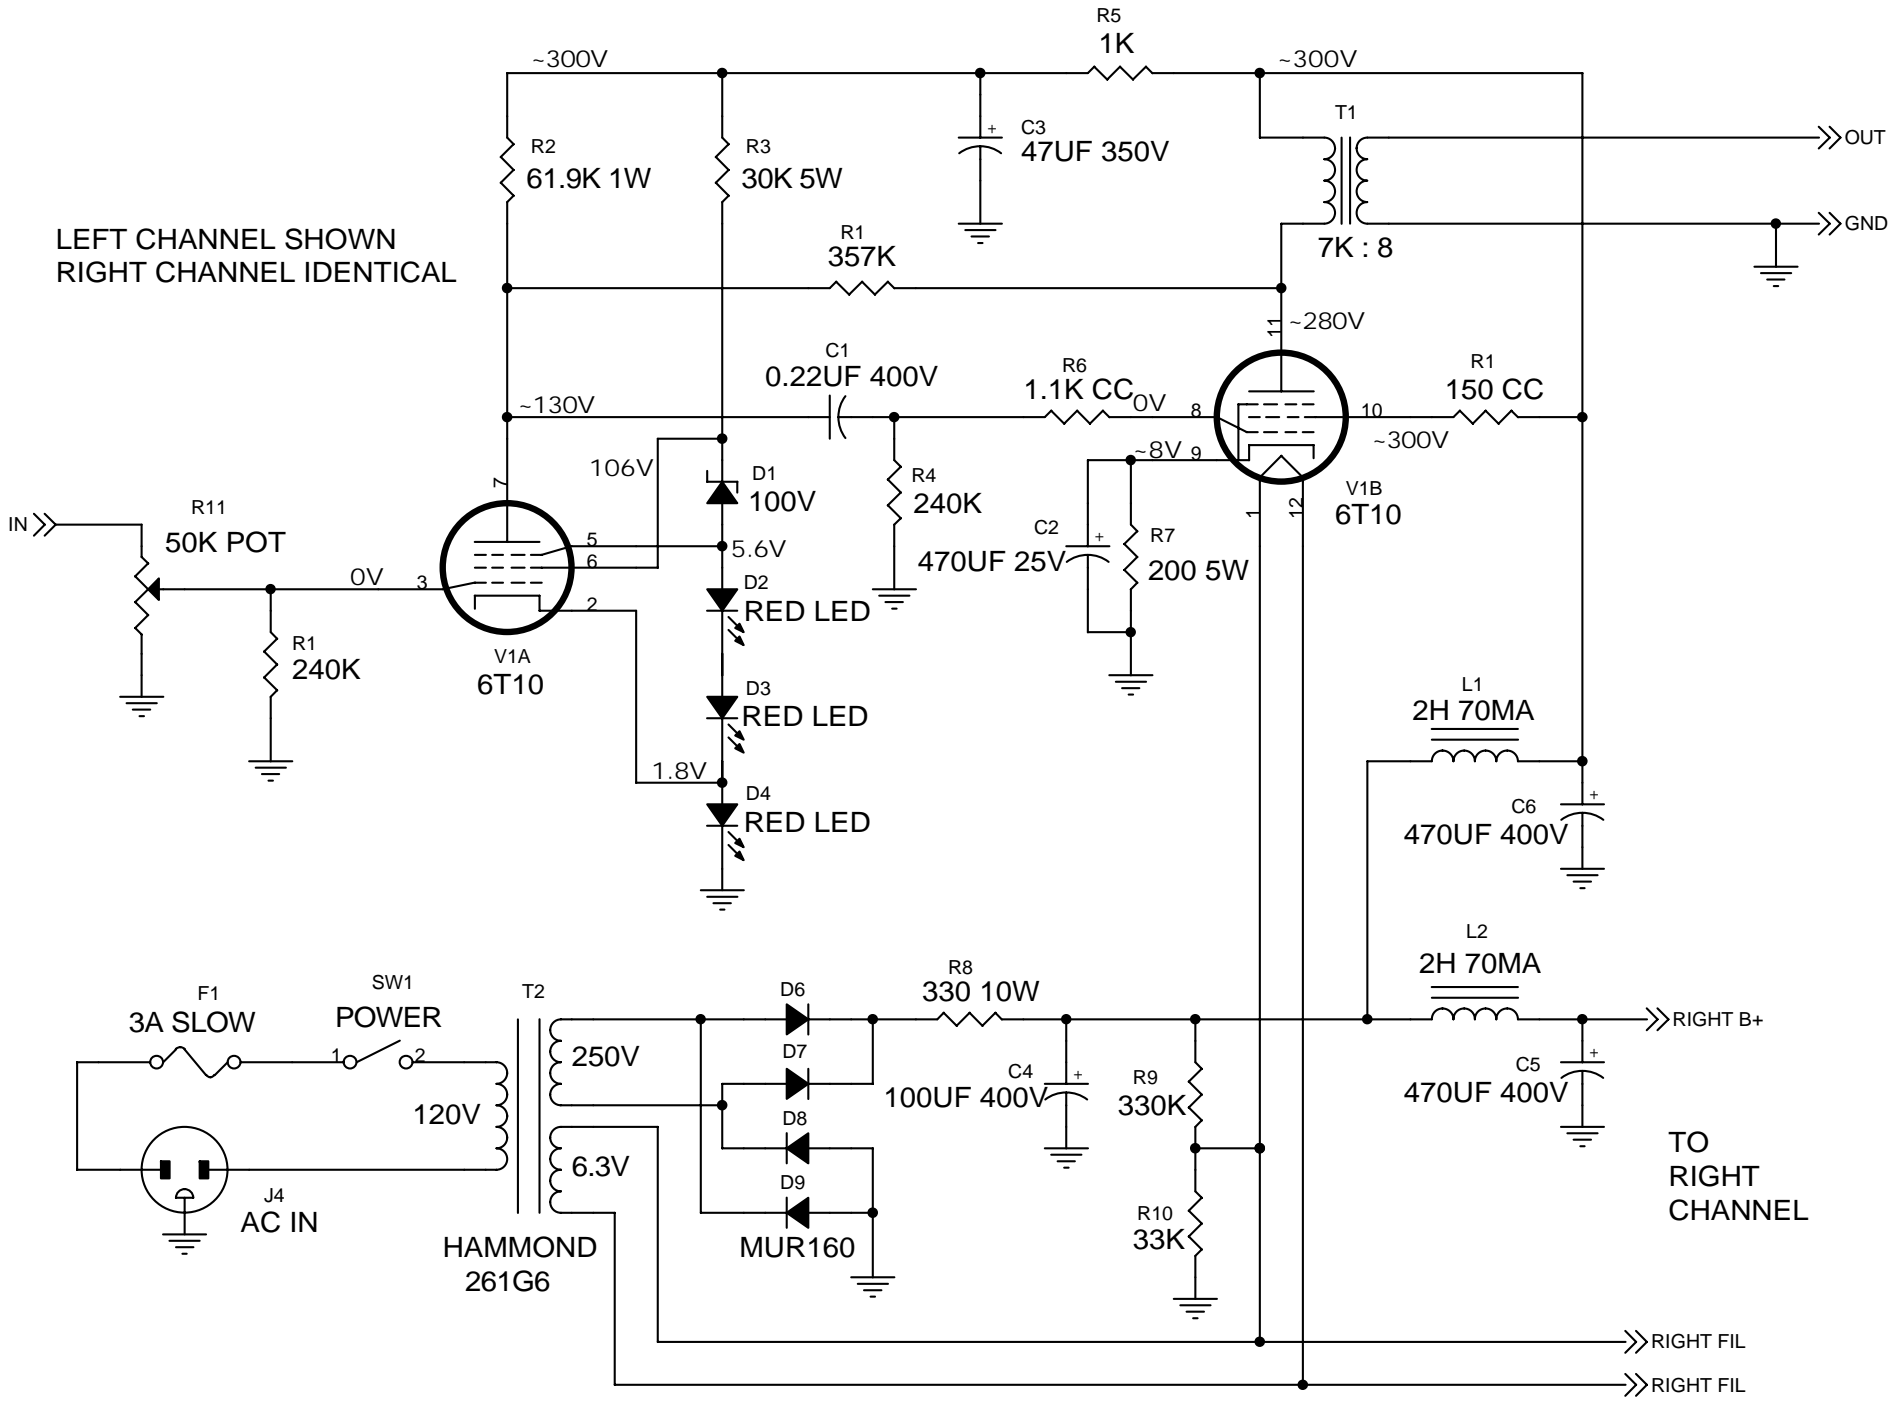 R5
1K
~300V
~300V
T1
R2
61.9K 1W
R3
30K 5W
C3
47UF 350V
OUT
GND
7K : 8
LEFT CHANNEL SHOWN
RIGHT CHANNEL IDENTICAL
R1
357K
11
~280V
C1
0.22UF 400V
R6
1.1K CC
0V
8
R1
150 CC
10
~300V
~130V
~8V
9
106V
D1
100V
R4
240K
V1B
6T10
1
12
7
IN
R11
50K POT
5
5.6V
6
C2
470UF 25V
R7
200 5W
0V
3
2
D2
RED LED
R1
240K
V1A
6T10
D3
RED LED
L1
2H 70MA
1.8V
D4
RED LED
C6
470UF 400V
+
+
+
+
+
L2
2H 70MA
F1
3A SLOW
SW1
POWER
1
2
T2
D6
R8
330 10W
RIGHT B+
250V
D7
C4
100UF 400V
R9
330K
C5
470UF 400V
120V
D8
6.3V
D9
MUR160
R10
33K
TO
RIGHT
CHANNEL
J4
AC IN
HAMMOND
261G6
RIGHT FIL
RIGHT FIL